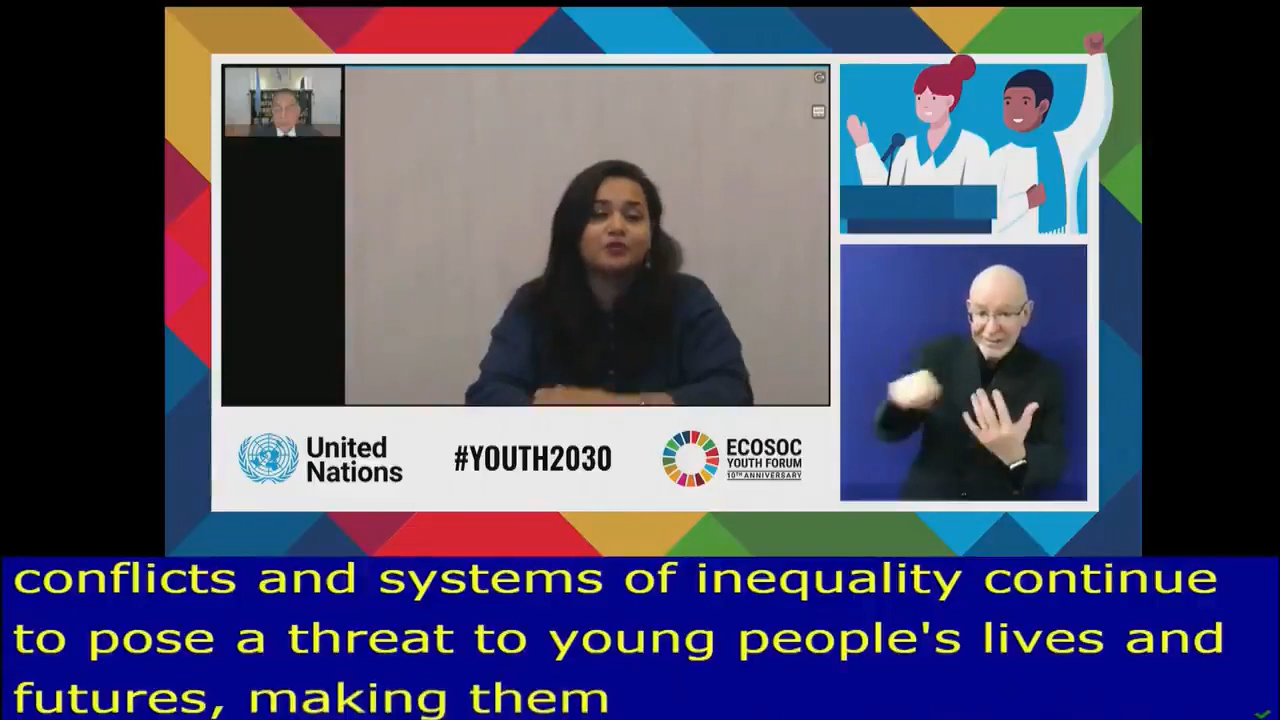 United
Nations
#YOUTH2030
ECOSOC
YOUTH FORUM
10TH ANNIVERSARY
conflicts and systems of inequality continue
to pose a threat to young people's lives and
futures, making them